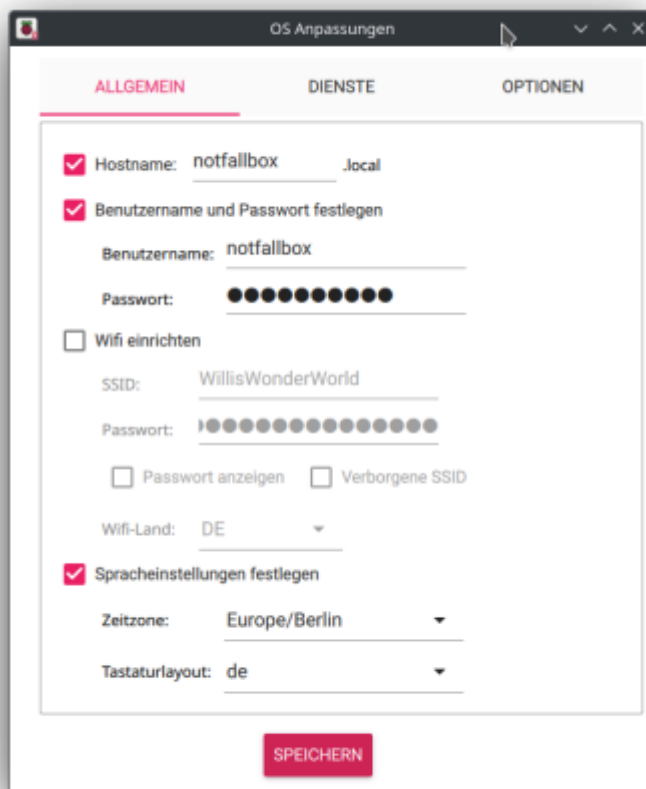 OS Anpassungen
ALLGEMEIN DIENSTE OPTIONEN
Hostname: notfallbox .local
Benutzername und Passwort festlegen
Benutzername: notfallbox
Passwort: ●●●●●●●●●●
Wifi einrichten
SSID: WillisWonderWorld
Passwort: ●●●●●●●●●●●●●●●
Passwort anzeigen Verborgene SSID
Wifi-Land: DE
Spracheinstellungen festlegen
Zeitzone: Europe/Berlin
Tastaturlayout: de
SPEICHERN